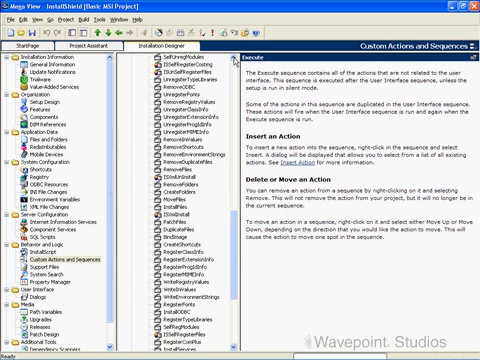 Mega View - InstallShield [Basic MSI Project]
File Edit View Go Project Build Tools Window Help
StartPage Project Assistant Installation Designer Custom Actions and Sequences
Installation Information
General Information
Update Notifications
Trialware
Value-Added Services
Organization
Setup Design
Features
Components
DIM References
Application Data
Files and Folders
Redistributables
System Configuration
Shortcuts
Registry
ODBC Resources
INI File Changes
Environment Variables
XML File Changes
Server Configuration
Internet Information Services
Component Services
SQL Scripts
Behavior and Logic
InstallScript
Custom Actions and Sequences
Support Files
System Search
Property Manager
User Interface
Dialogs
Media
Path Variables
Upgrades
Releases
Patch Design
Additional Tools
Dependency Scanners
SelfUnregModules
ISSelfRegisterCosting
ISUnSelfRegisterFiles
UnregisterTypeLibraries
RemoveODBC
UnregisterFonts
RemoveRegistryValues
UnregisterClassInfo
UnregisterExtensionInfo
UnregisterProgIdInfo
UnregisterMIMEInfo
RemoveIniValues
RemoveShortcuts
RemoveEnvironmentStrings
RemoveDuplicateFiles
RemoveFiles
RemoveFolders
CreateFolders
MoveFiles
InstallFiles
PatchFiles
DuplicateFiles
BindImage
CreateShortcuts
RegisterClassInfo
RegisterExtensionInfo
RegisterProgIdInfo
RegisterMIMEInfo
WriteRegistryValues
WriteIniValues
WriteEnvironmentStrings
RegisterFonts
InstallODBC
RegisterTypeLibraries
SelfRegModules
ISSelfRegisterFiles
RegisterComPlus
InstallServices
Execute
The Execute sequence contains all of the actions that are not related to the user
interface. This sequence is executed after the User Interface sequence, unless the
setup is run in silent mode.
Some of the actions in this sequence are duplicated in the User Interface sequence.
These actions will fire when the User Interface sequence is run and again when the
Execute sequence is run.
Insert an Action
To insert a new action into the sequence, right-click in the sequence and select
Insert. A dialog will be displayed that allows you to select from a list of all existing
actions. See Insert Action for more information.
Delete or Move an Action
You can remove an action from a sequence by right-clicking on it and selecting
Remove. This will not remove the action from your project, but it will no longer be in
the current sequence.
To move an action in a sequence, right-click on it and select either Move Up or Move
Down, depending on the direction that you would like the action to move. This will
cause the action to move one spot in the sequence.
Wavepoint Studios
Ready